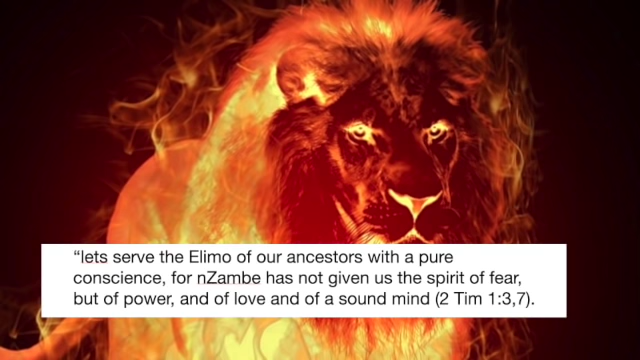 “lets serve the Elimo of our ancestors with a pure
conscience, for nZambe has not given us the spirit of fear,
but of power, and of love and of a sound mind (2 Tim 1:3,7).